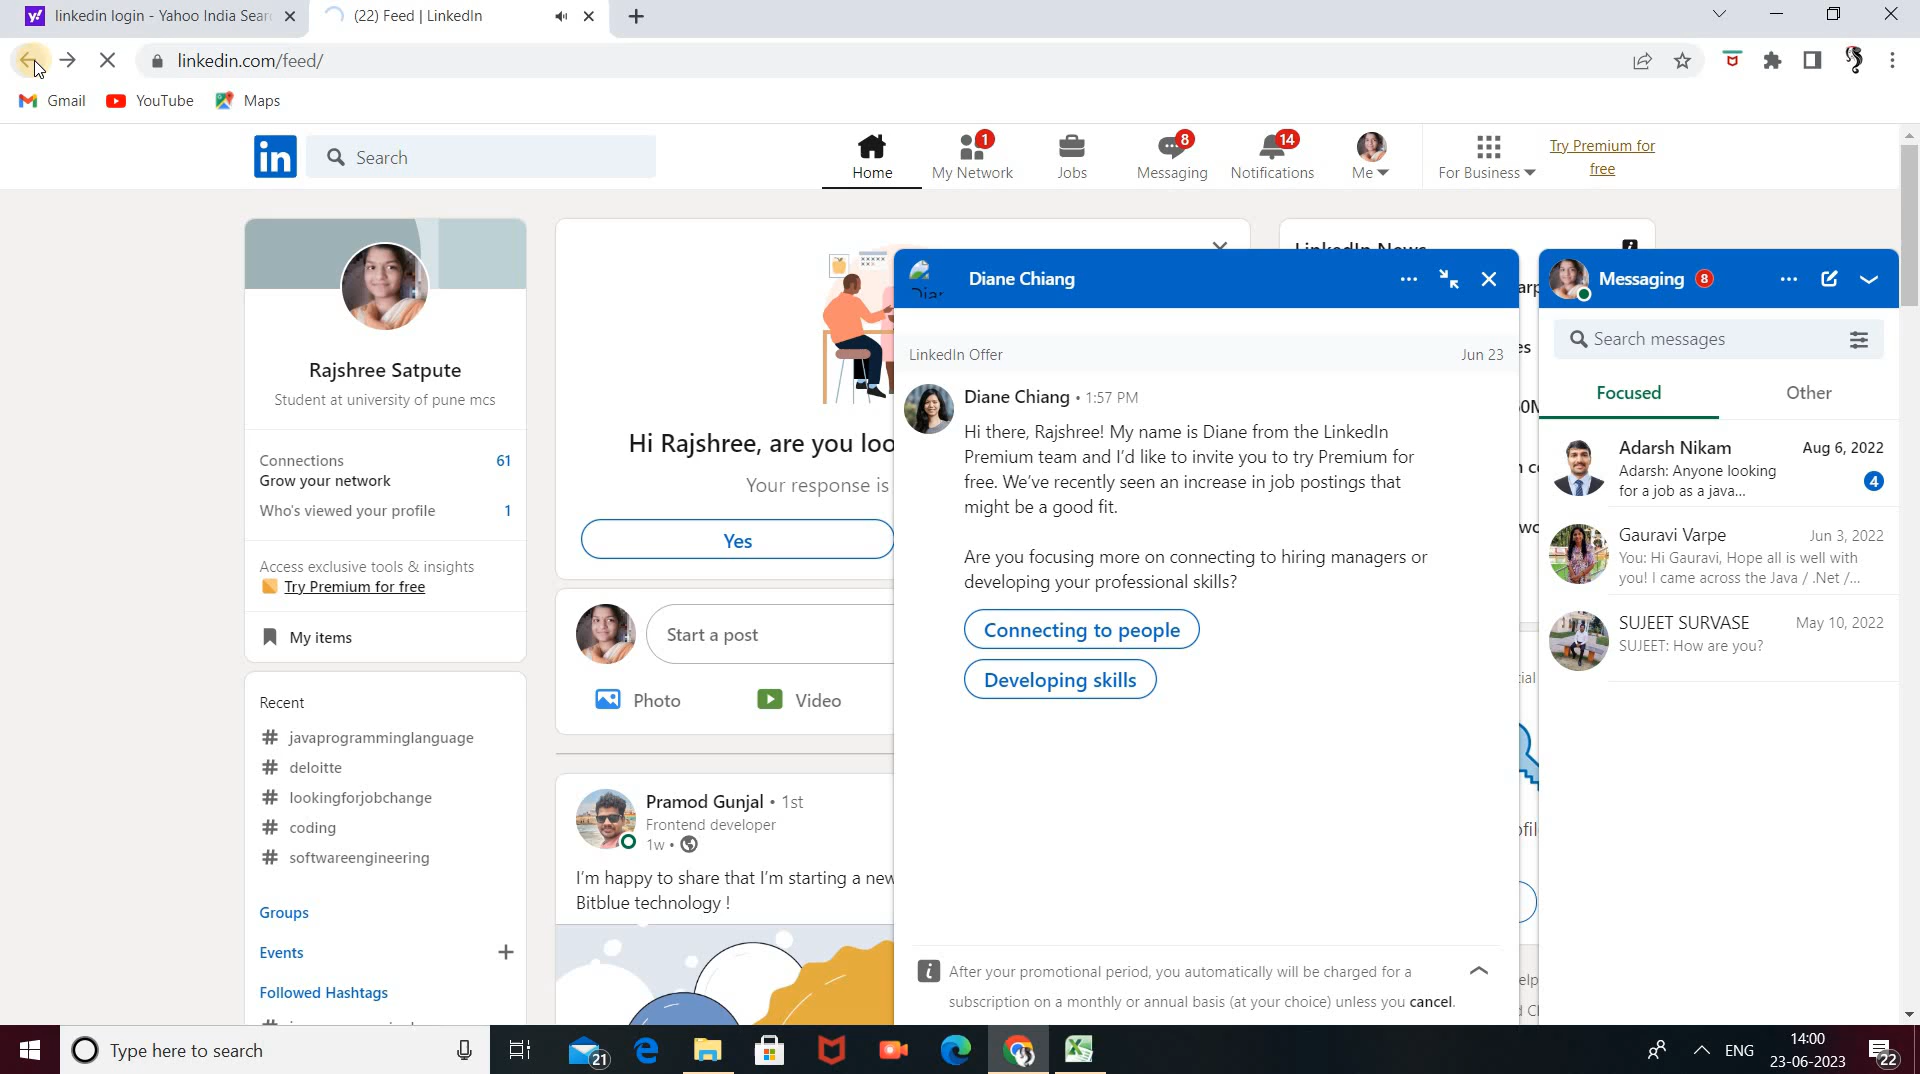 linkedin login - Yahoo India Sear
(22) Feed | LinkedIn
linkedin.com/feed/
Gmail
YouTube
Maps
in
Search
Home
1
My Network
Jobs
8
Messaging
14
Notifications
Me
For Business
Try Premium for
free
Rajshree Satpute
Student at university of pune mcs
Connections 61
Grow your network
Who's viewed your profile 1
Access exclusive tools & insights
Try Premium for free
My items
Recent
# javaprogramminglanguage
# deloitte
# lookingforjobchange
# coding
# softwareengineering
Groups
Events +
Followed Hashtags
Hi Rajshree, are you loo
Your response is
Yes
Start a post
Photo
Video
Pramod Gunjal • 1st
Frontend developer
1w •
I'm happy to share that I'm starting a new
Bitblue technology !
Diane Chiang
LinkedIn Offer Jun 23
Diane Chiang • 1:57 PM
Hi there, Rajshree! My name is Diane from the LinkedIn
Premium team and I'd like to invite you to try Premium for
free. We've recently seen an increase in job postings that
might be a good fit.
Are you focusing more on connecting to hiring managers or
developing your professional skills?
Connecting to people
Developing skills
After your promotional period, you automatically will be charged for a
subscription on a monthly or annual basis (at your choice) unless you cancel.
Messaging 8
Search messages
Focused
Other
Adarsh Nikam Aug 6, 2022
Adarsh: Anyone looking
for a job as a java... 4
Gauravi Varpe Jun 3, 2022
You: Hi Gauravi, Hope all is well with
you! I came across the Java / .Net /...
SUJEET SURVASE May 10, 2022
SUJEET: How are you?
Type here to search
21
ENG
14:00
23-06-2023
22